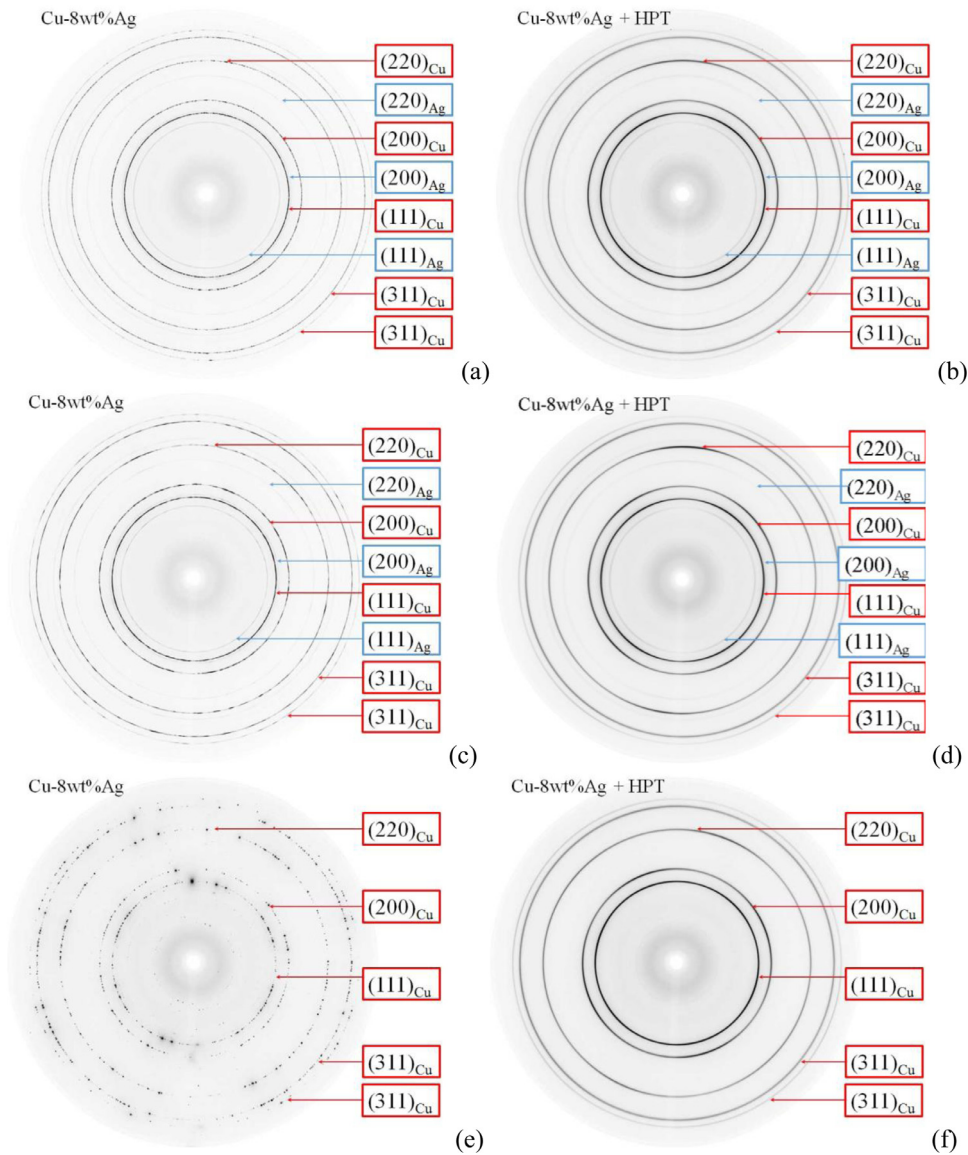 Cu-8wt%Ag
(220)Cu
(220)Ag
(200)Cu
(200)Ag
(111)Cu
(111)Ag
(311)Cu
(311)Cu
(a)
Cu-8wt%Ag + HPT
(220)Cu
(220)Ag
(200)Cu
(200)Ag
(111)Cu
(111)Ag
(311)Cu
(311)Cu
(b)
Cu-8wt%Ag
(220)Cu
(220)Ag
(200)Cu
(200)Ag
(111)Cu
(111)Ag
(311)Cu
(311)Cu
(c)
Cu-8wt%Ag + HPT
(220)Cu
(220)Ag
(200)Cu
(200)Ag
(111)Cu
(111)Ag
(311)Cu
(311)Cu
(d)
Cu-8wt%Ag
(220)Cu
(200)Cu
(111)Cu
(311)Cu
(311)Cu
(e)
Cu-8wt%Ag + HPT
(220)Cu
(200)Cu
(111)Cu
(311)Cu
(311)Cu
(f)